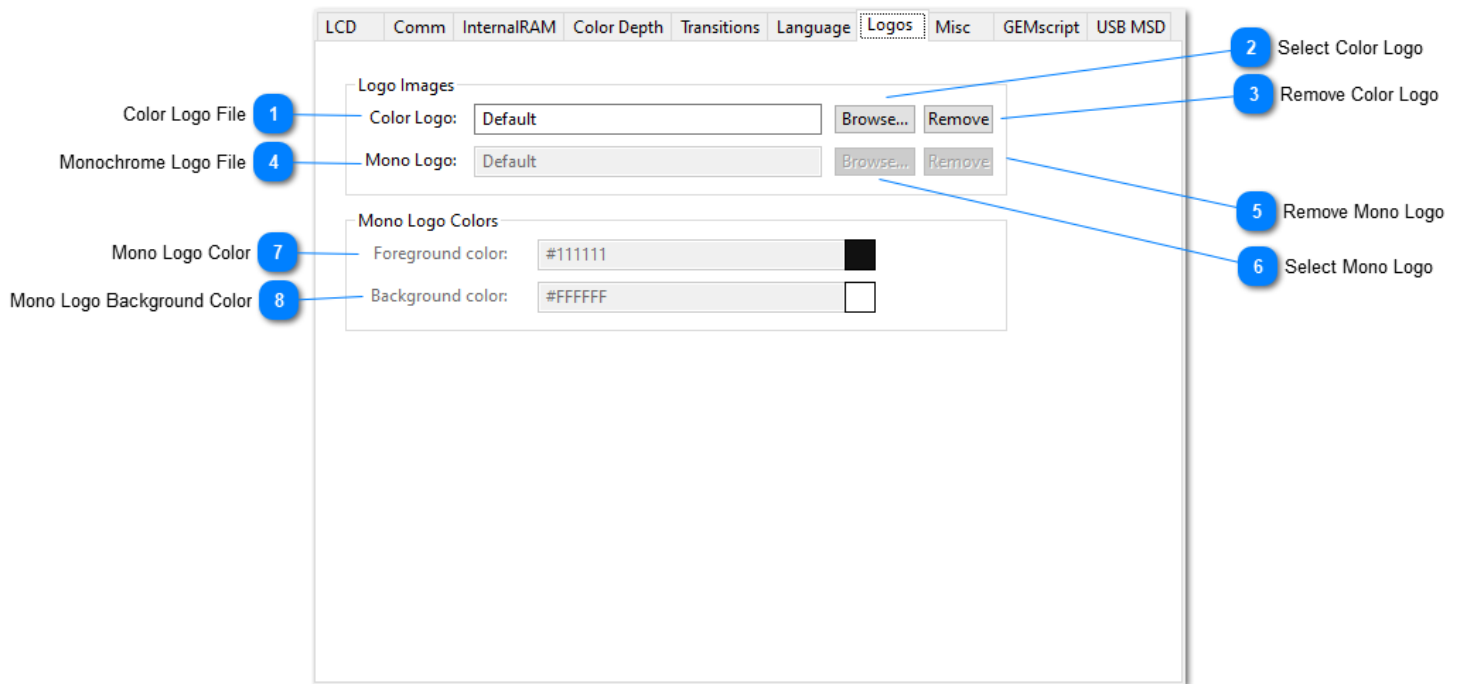 LCD Comm InternalRAM Color Depth Transitions Language Logos Misc GEMscript USB MSD
2 Select Color Logo
Logo Images
3 Remove Color Logo
Color Logo File 1 Color Logo: Default Browse... Remove
Monochrome Logo File 4 Mono Logo: Default Browse... Remove
5 Remove Mono Logo
Mono Logo Colors
Mono Logo Color 7 Foreground color: #111111
6 Select Mono Logo
Mono Logo Background Color 8 Background color: #FFFFFF